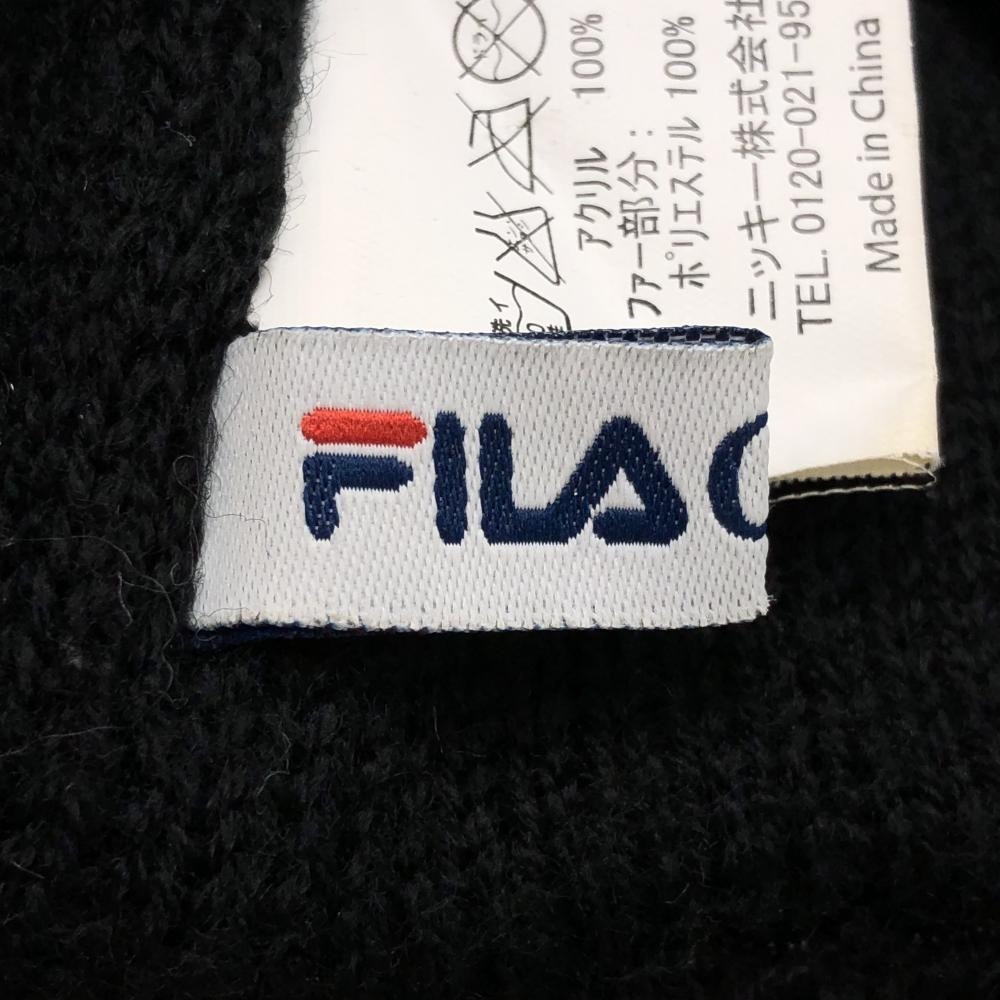 FILA
アクリル 100%
ファー部分:
ポリエステル 100%
ニッキー株式会社
TEL. 0120-021-95
Made in China